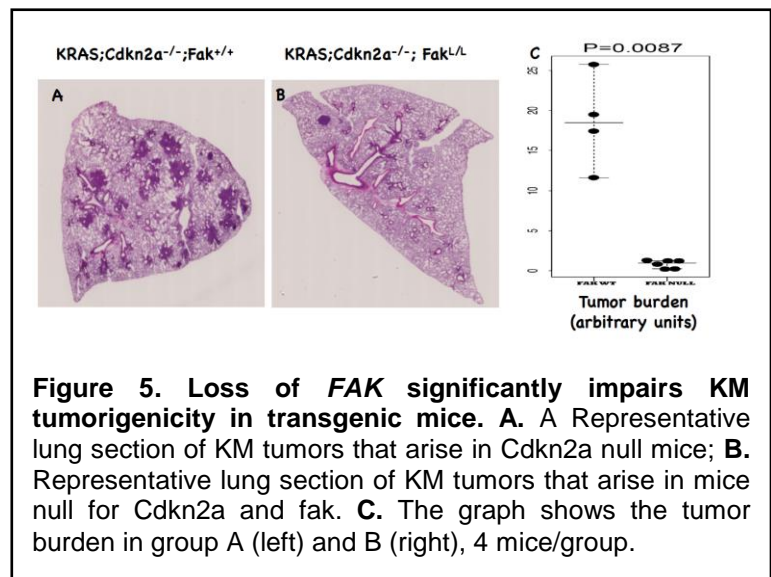 KRAS;Cdkn2a-/-;Fak+/+ KRAS;Cdkn2a-/-; FakL/L C
P=0.0087
A B
25
20
15
10
5
0
FAK WT FAK NULL
Tumor burden
(arbitrary units)
Figure 5. Loss of FAK significantly impairs KM
tumorigenicity in transgenic mice. A. A Representative
lung section of KM tumors that arise in Cdkn2a null mice; B.
Representative lung section of KM tumors that arise in mice
null for Cdkn2a and fak. C. The graph shows the tumor
burden in group A (left) and B (right), 4 mice/group.